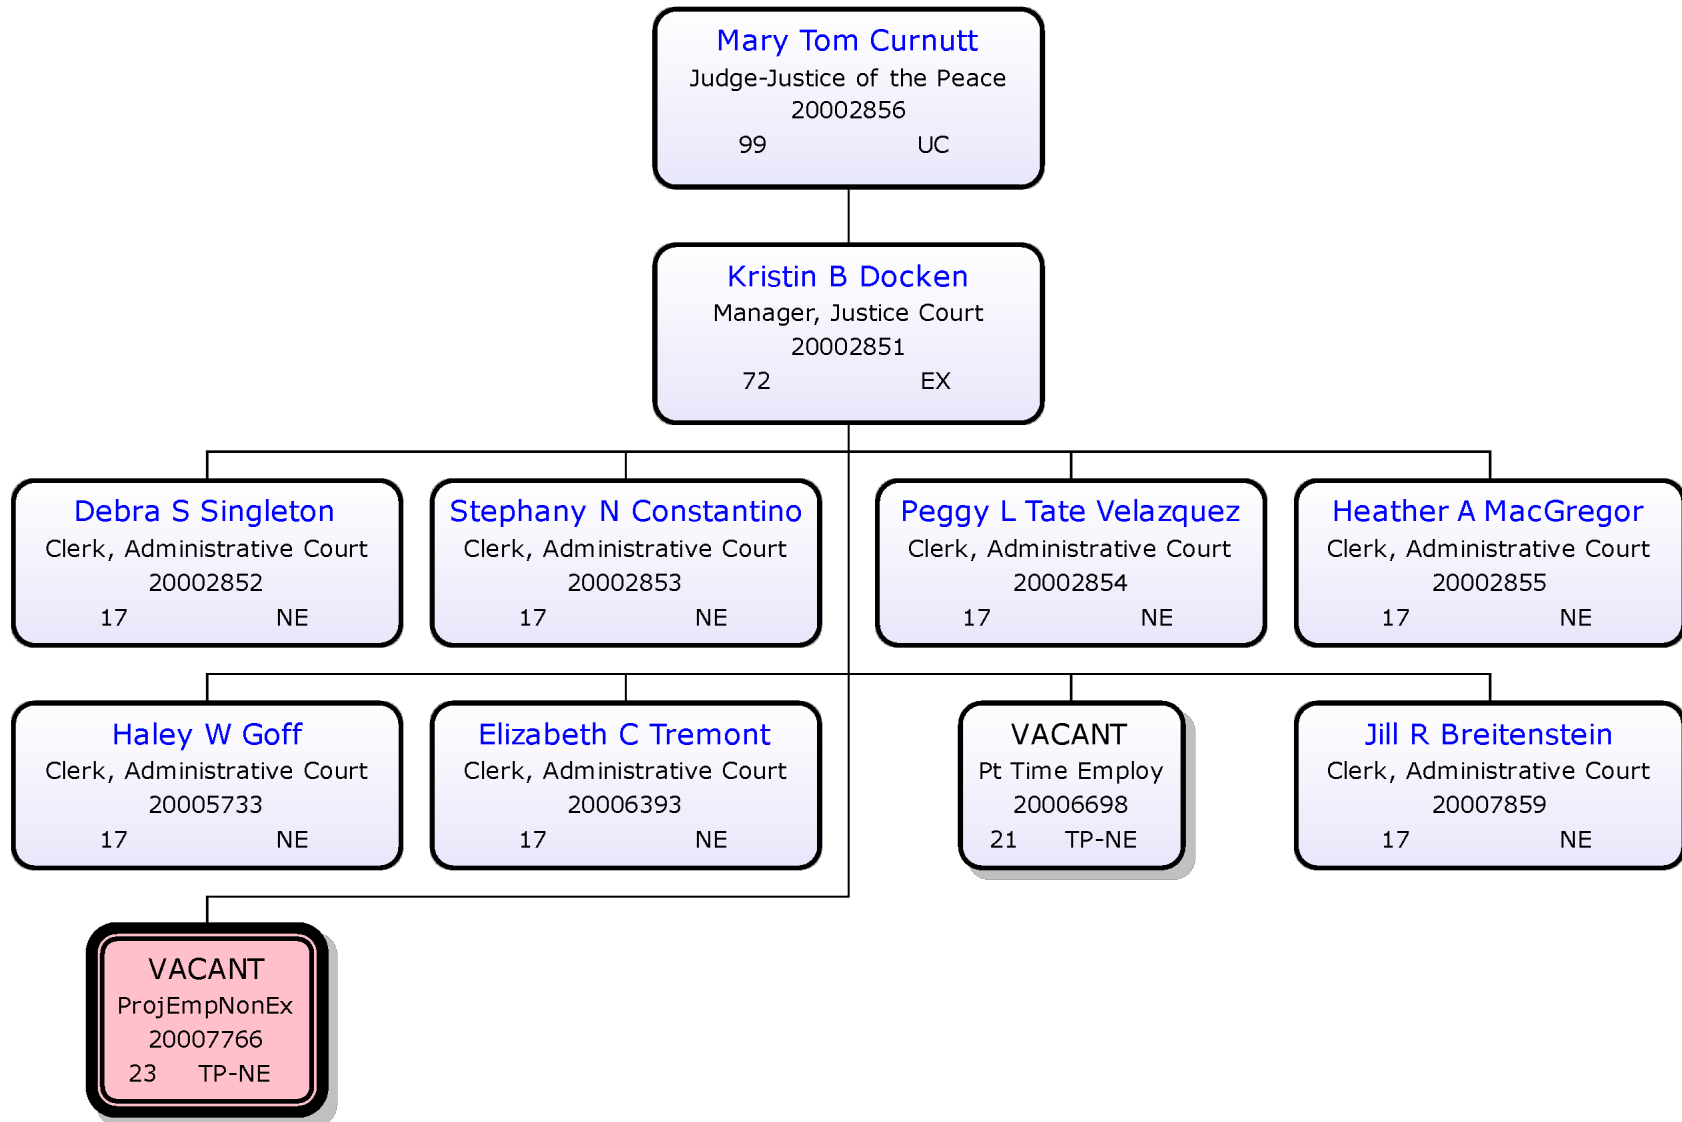 Mary Tom Curnutt
Judge-Justice of the Peace
20002856
99 UC
Kristin B Docken
Manager, Justice Court
20002851
72 EX
Debra S Singleton
Clerk, Administrative Court
20002852
17 NE
Stephany N Constantino
Clerk, Administrative Court
20002853
17 NE
Peggy L Tate Velazquez
Clerk, Administrative Court
20002854
17 NE
Heather A MacGregor
Clerk, Administrative Court
20002855
17 NE
Haley W Goff
Clerk, Administrative Court
20005733
17 NE
Elizabeth C Tremont
Clerk, Administrative Court
20006393
17 NE
VACANT
Pt Time Employ
20006698
21 TP-NE
Jill R Breitenstein
Clerk, Administrative Court
20007859
17 NE
VACANT
ProjEmpNonEx
20007766
23 TP-NE